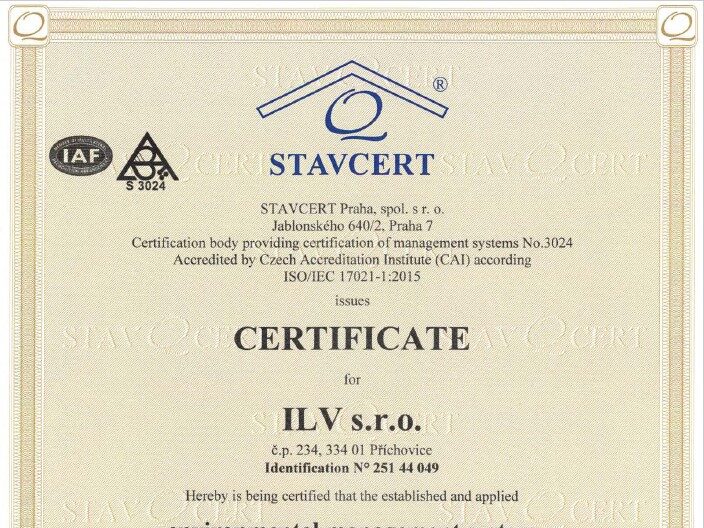 Q
Q
Q
®
STAVCERT
IAF
S 3024
STAVCERT Praha, spol. s r. o.
Jablonského 640/2, Praha 7
Certification body providing certification of management systems No.3024
Accredited by Czech Accreditation Institute (CAI) according
ISO/IEC 17021-1:2015
issues
CERTIFICATE
for
ILV s.r.o.
č.p. 234, 334 01 Příchovice
Identification N° 251 44 049
Hereby is being certified that the established and applied